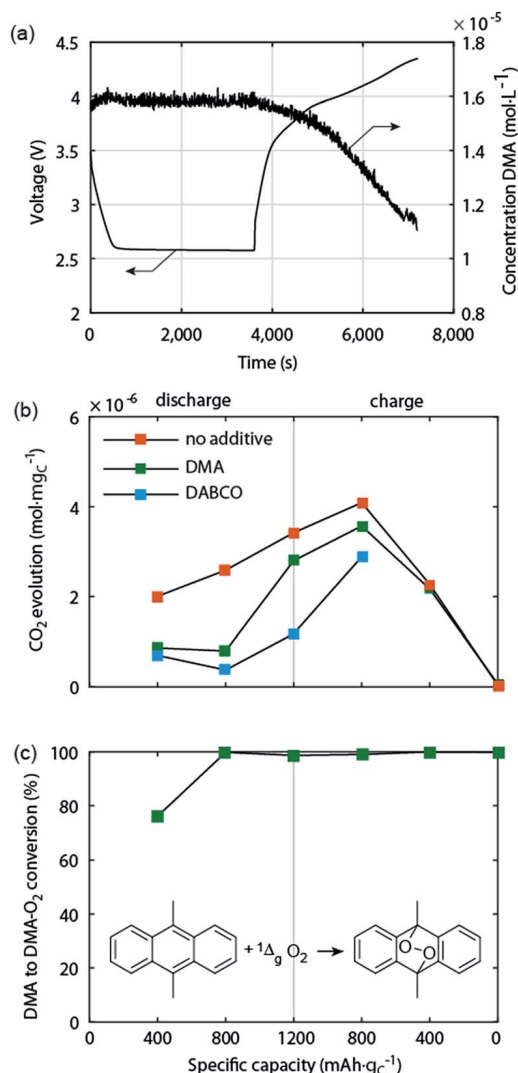 (a)
× 10⁻⁵
4.5
4
3.5
3
2.5
2
Voltage (V)
1.8
1.6
1.4
1.2
1
0.8
Concentration DMA (mol·L⁻¹)
0
2,000
4,000
6,000
8,000
Time (s)
(b)
× 10⁻⁶
discharge
charge
6
4
2
0
CO₂ evolution (mol·mg_C⁻¹)
no additive
DMA
DABCO
(c)
100
80
60
40
20
0
DMA to DMA-O₂ conversion (%)
+ ¹Δg O₂
O
O
0
400
800
1200
800
400
0
Specific capacity (mAh·g_C⁻¹)